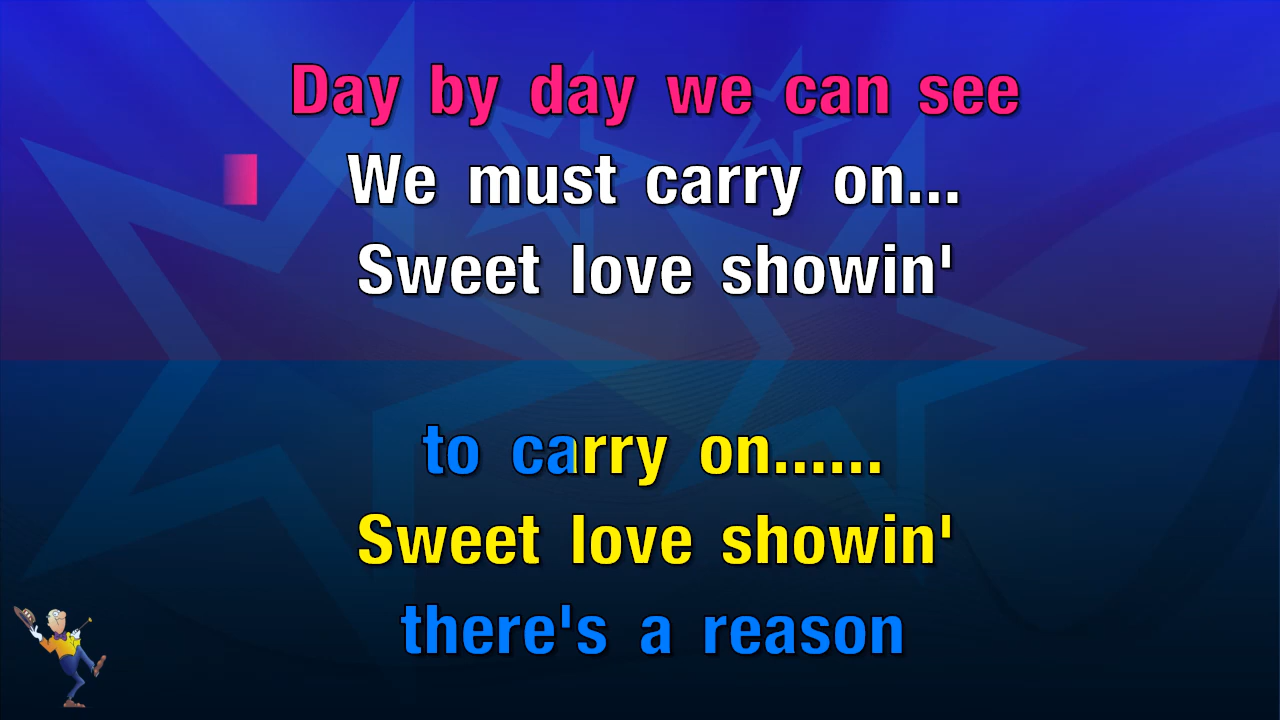 Day by day we can see
We must carry on...
Sweet love showin'
to carry on......
Sweet love showin'
there's a reason